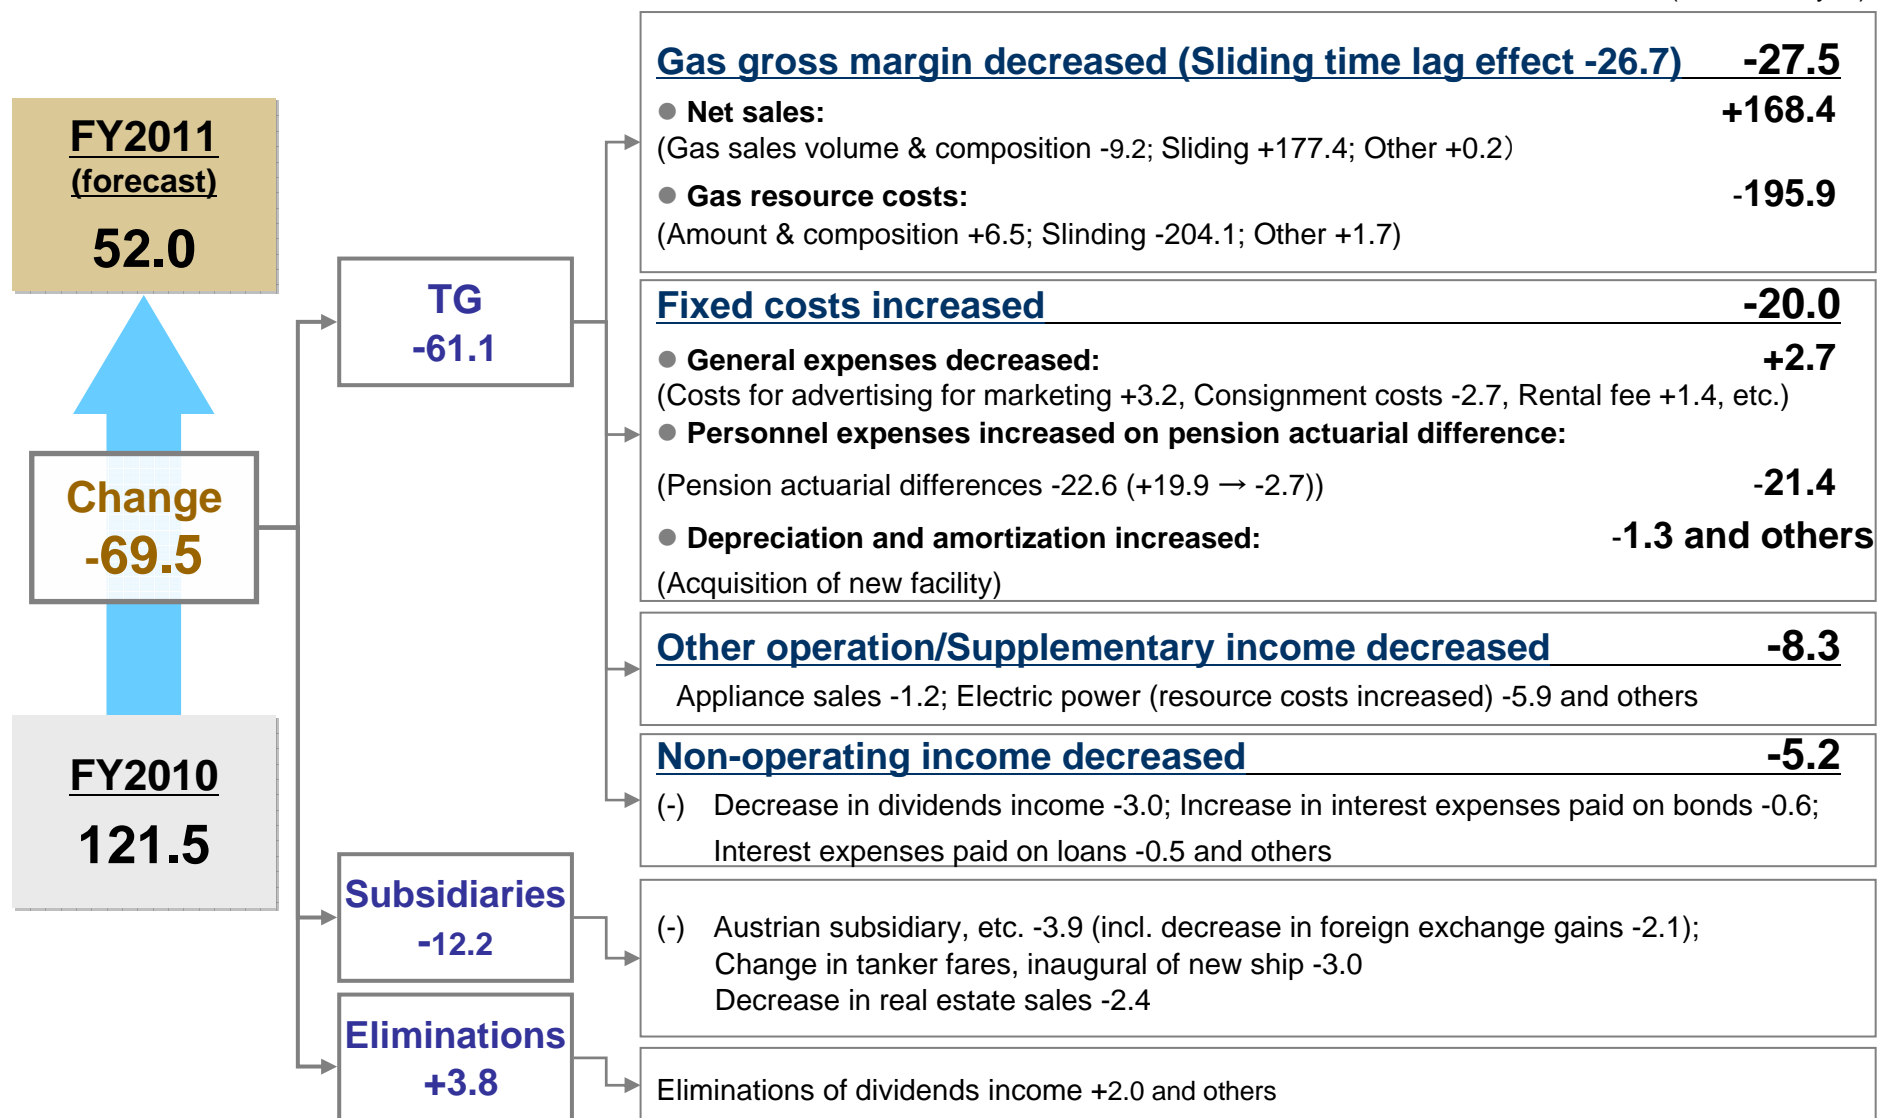 FY2011
(forecast)
52.0
Change
-69.5
FY2010
121.5
TG
-61.1
Subsidiaries
-12.2
Eliminations
+3.8
Gas gross margin decreased (Sliding time lag effect -26.7) -27.5
● Net sales: +168.4
(Gas sales volume & composition -9.2; Sliding +177.4; Other +0.2）
● Gas resource costs: -195.9
(Amount & composition +6.5; Slinding -204.1; Other +1.7)
Fixed costs increased -20.0
● General expenses decreased: +2.7
(Costs for advertising for marketing +3.2, Consignment costs -2.7, Rental fee +1.4, etc.)
● Personnel expenses increased on pension actuarial difference:
(Pension actuarial differences -22.6 (+19.9 → -2.7)) -21.4
● Depreciation and amortization increased: -1.3 and others
(Acquisition of new facility)
Other operation/Supplementary income decreased -8.3
Appliance sales -1.2; Electric power (resource costs increased) -5.9 and others
Non-operating income decreased -5.2
(-) Decrease in dividends income -3.0; Increase in interest expenses paid on bonds -0.6;
Interest expenses paid on loans -0.5 and others
(-) Austrian subsidiary, etc. -3.9 (incl. decrease in foreign exchange gains -2.1);
Change in tanker fares, inaugural of new ship -3.0
Decrease in real estate sales -2.4
Eliminations of dividends income +2.0 and others